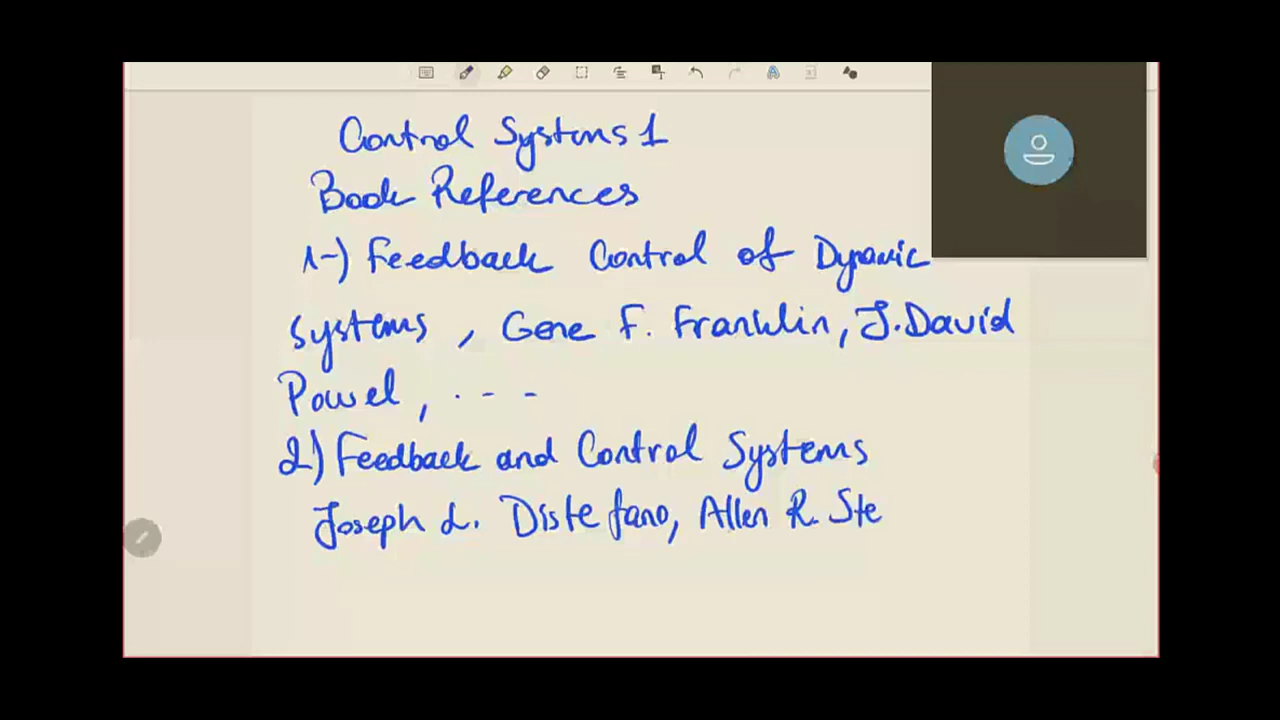 Control Systems 1
Book References
1-) Feedback Control of Dynamic
Systems, Gene F. Franklin, J. David
Powel, . - -
2) Feedback and Control Systems
Joseph L. Distefano, Allen R. Ste